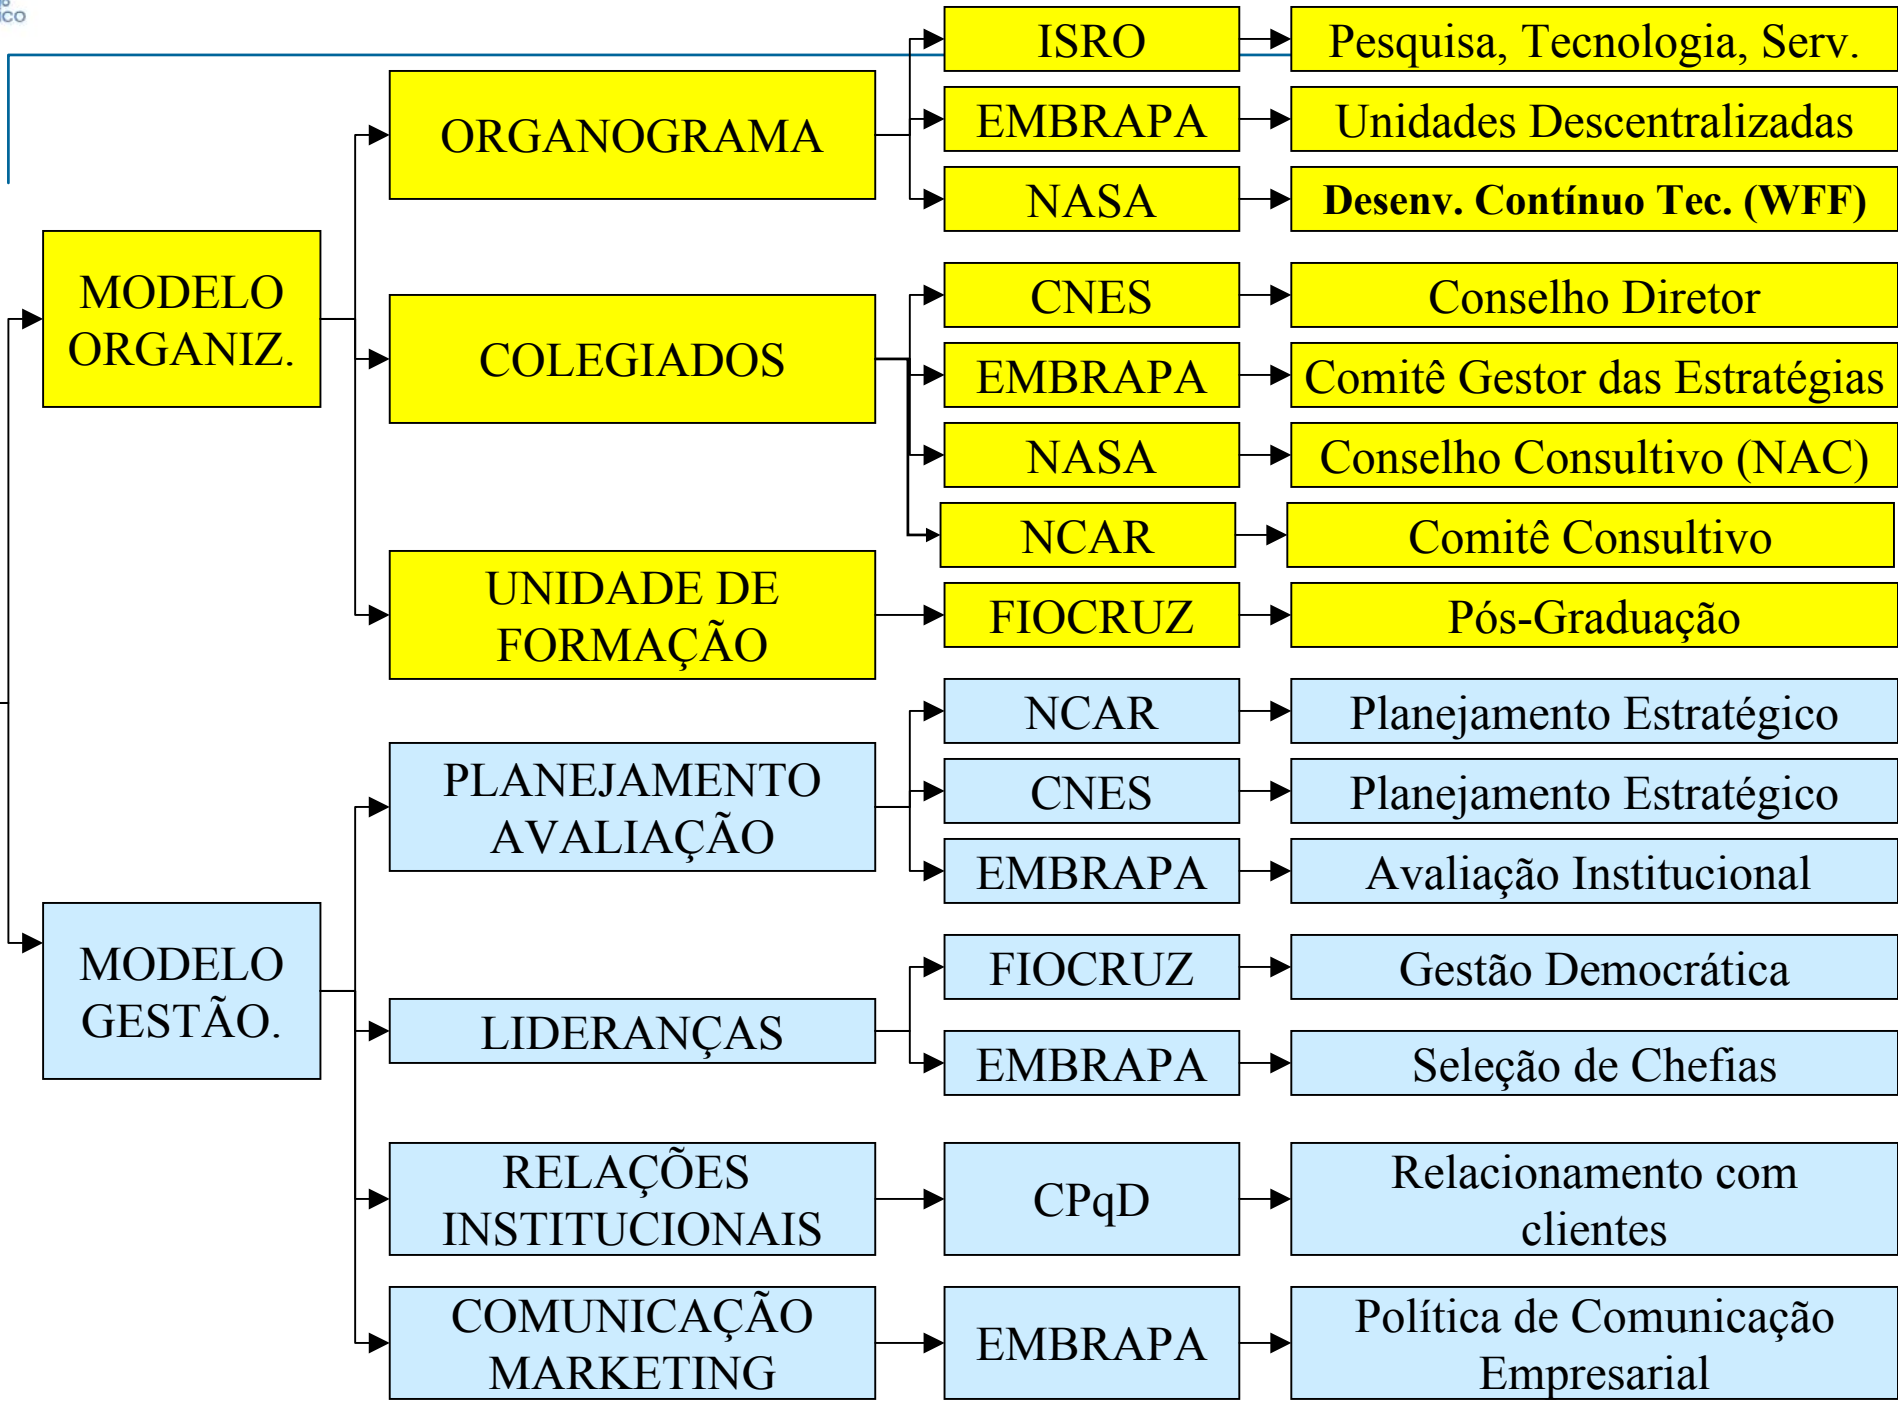 ICO
ISRO
Pesquisa, Tecnologia, Serv.
ORGANOGRAMA
EMBRAPA
Unidades Descentralizadas
NASA
Desenv. Contínuo Tec. (WFF)
MODELO
ORGANIZ.
COLEGIADOS
CNES
Conselho Diretor
EMBRAPA
Comitê Gestor das Estratégias
NASA
Conselho Consultivo (NAC)
NCAR
Comitê Consultivo
UNIDADE DE
FORMAÇÃO
FIOCRUZ
Pós-Graduação
PLANEJAMENTO
AVALIAÇÃO
NCAR
Planejamento Estratégico
CNES
Planejamento Estratégico
EMBRAPA
Avaliação Institucional
MODELO
GESTÃO.
LIDERANÇAS
FIOCRUZ
Gestão Democrática
EMBRAPA
Seleção de Chefias
RELAÇÕES
INSTITUCIONAIS
CPqD
Relacionamento com
clientes
COMUNICAÇÃO
MARKETING
EMBRAPA
Política de Comunicação
Empresarial